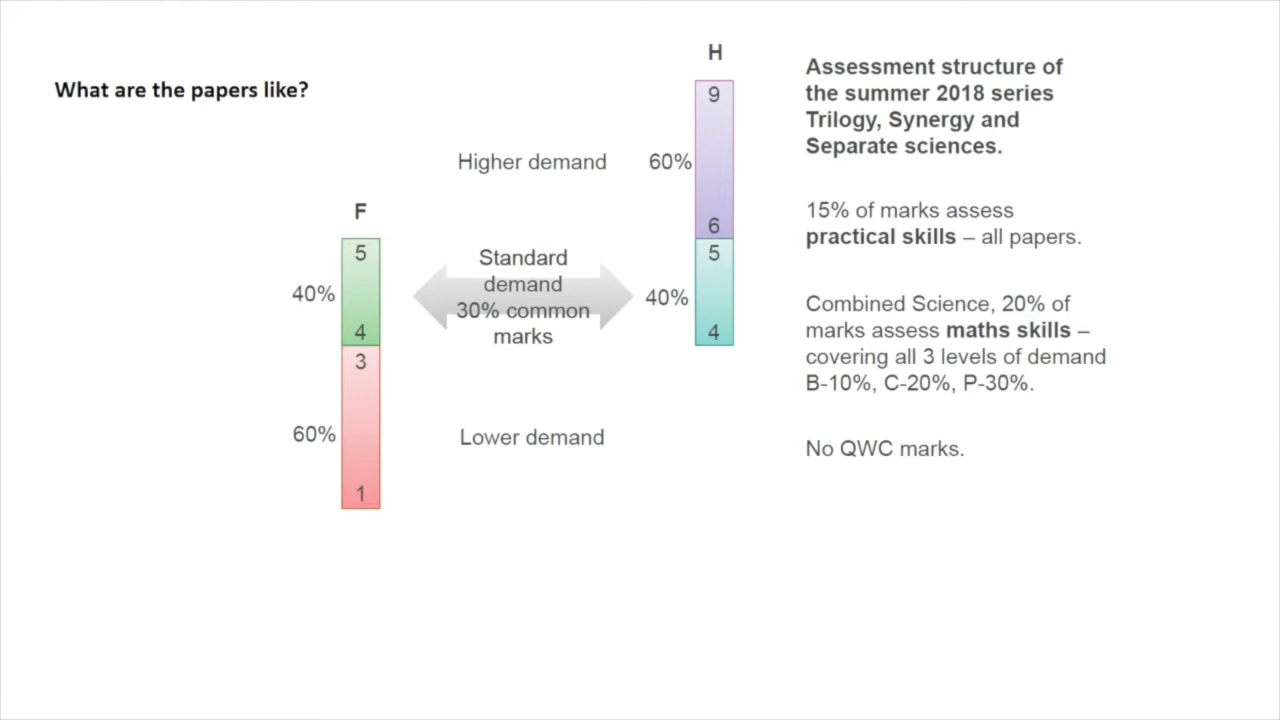 What are the papers like?
F
5
40%
4
3
60%
1
Higher demand
Standard
demand
30% common
marks
Lower demand
H
9
60%
6
5
40%
4
Assessment structure of
the summer 2018 series
Trilogy, Synergy and
Separate sciences.
15% of marks assess
practical skills – all papers.
Combined Science, 20% of
marks assess maths skills –
covering all 3 levels of demand
B-10%, C-20%, P-30%.
No QWC marks.